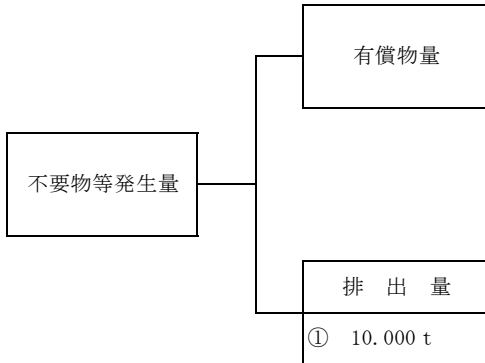 有償物量
不要物等発生量
排 出 量
① 10.000 t